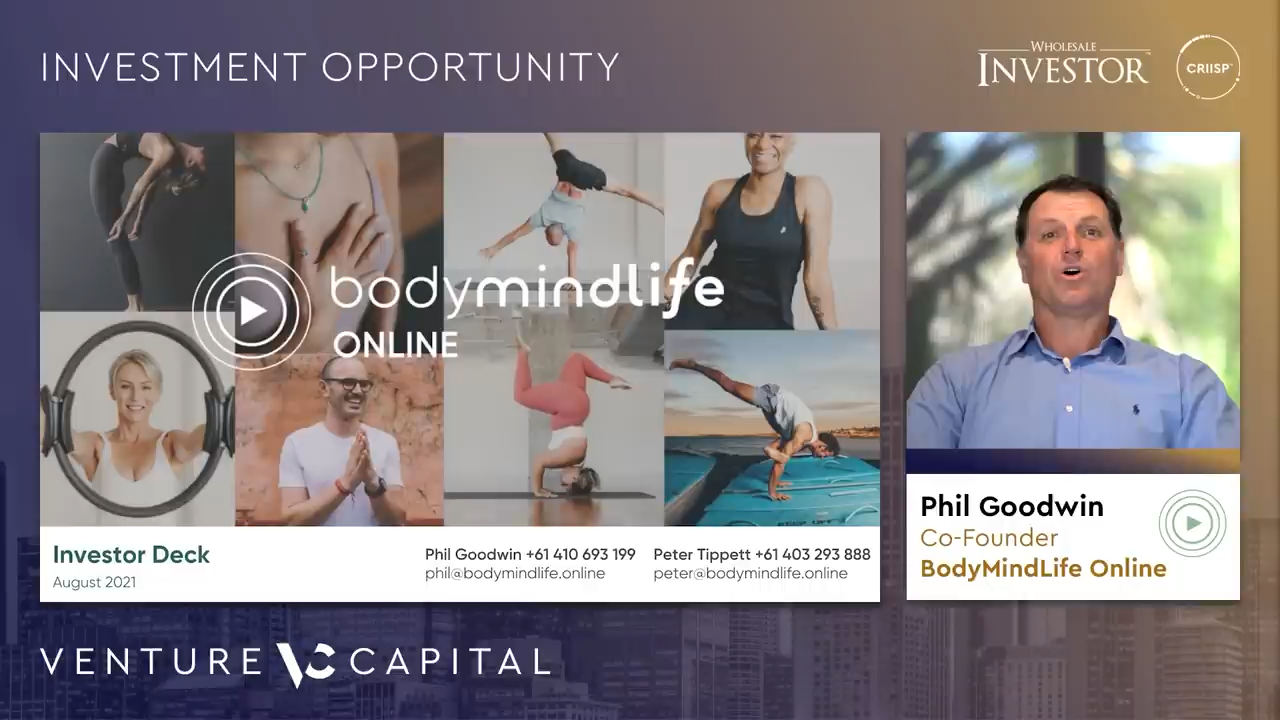 INVESTMENT OPPORTUNITY
WHOLESALE
INVESTOR
CRIISP
bodymindlife
ONLINE
Investor Deck
August 2021
Phil Goodwin +61 410 693 199
phil@bodymindlife.online
Peter Tippett +61 403 293 888
peter@bodymindlife.online
Phil Goodwin
Co-Founder
BodyMindLife Online
VENTURE VC CAPITAL